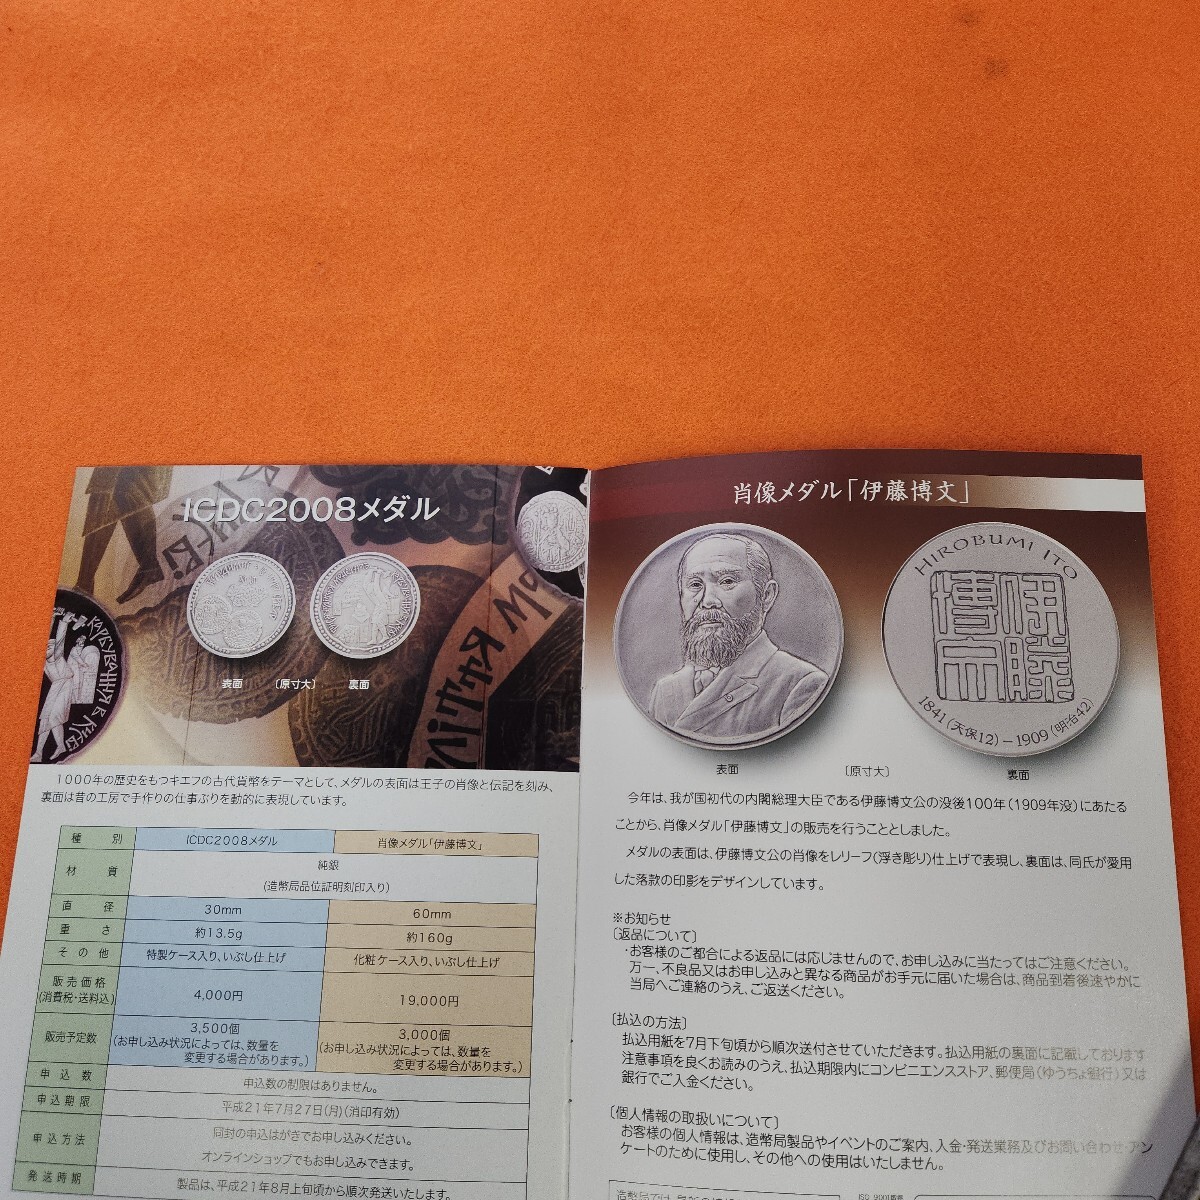 ICDC2008メダル
表面 〔原寸大〕 裏面
1000年の歴史をもつキエフの古代貨幣をテーマとして、メダルの表面は王子の肖像と伝記を刻み、
裏面は昔の工房で手作りの仕事ぶりを動的に表現しています。
種別 ICDC2008メダル 肖像メダル「伊藤博文」
材質 純銀
(造幣局品位証明刻印入り)
直径 30mm 60mm
重さ 約13.5g 約160g
その他 特製ケース入り、いぶし仕上げ 化粧ケース入り、いぶし仕上げ
販売価格
(消費税・送料込) 4,000円 19,000円
販売予定数 3,500個 3,000個
(お申し込み状況によっては、数量を (お申し込み状況によっては、数量を
変更する場合があります。) 変更する場合があります。)
申込数 申込数の制限はありません。
申込期限 平成21年7月27日(月)(消印有効)
申込方法 同封の申込はがきでお申し込みください。
オンラインショップでもお申し込みできます。
発送時期 製品は、平成21年8月上旬頃から順次発送いたします。
肖像メダル「伊藤博文」
HIROBUMI ITO
伊藤博文
1841(天保12)-1909(明治42)
表面 〔原寸大〕 裏面
今年は、我が国初代の内閣総理大臣である伊藤博文公の没後100年(1909年没)にあたる
ことから、肖像メダル「伊藤博文」の販売を行うこととしました。
メダルの表面は、伊藤博文公の肖像をレリーフ(浮き彫り)仕上げで表現し、裏面は、同氏が愛用
した落款の印影をデザインしています。
※お知らせ
〔返品について〕
・お客様のご都合による返品には応じませんので、お申し込みに当たってはご注意ください。
万一、不良品又はお申し込みと異なる商品がお手元に届いた場合は、商品到着後速やかに
当局へご連絡のうえ、ご返送ください。
〔払込の方法〕
払込用紙を7月下旬頃から順次送付させていただきます。払込用紙の裏面に記載しております
注意事項を良くお読みのうえ、払込期限内にコンビニエンスストア、郵便局(ゆうちょ銀行)又は
銀行でご入金ください。
〔個人情報の取扱いについて〕
お客様の個人情報は、造幣局製品やイベントのご案内、入金・発送業務及びお問い合わせ・アン
ケートのために使用し、その他への使用はいたしません。